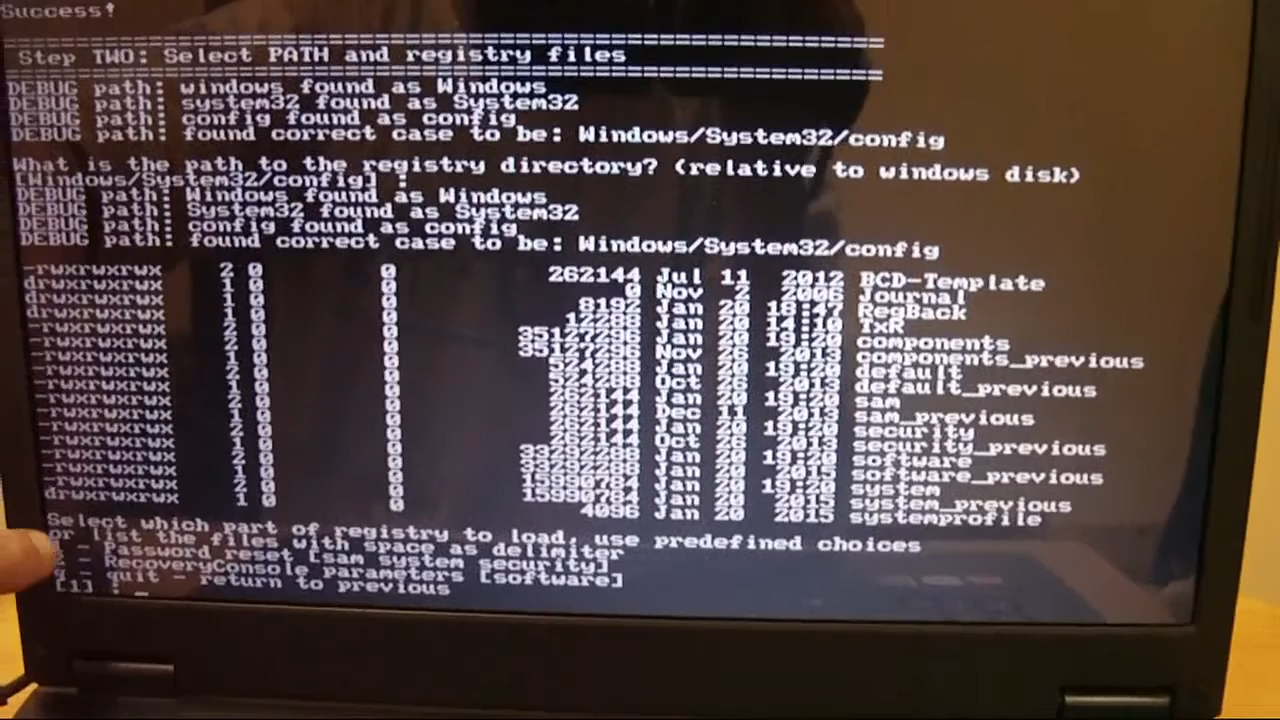 Success!
=========================================================
Step TWO: Select PATH and registry files
=========================================================
DEBUG path: windows found as Windows
DEBUG path: system32 found as System32
DEBUG path: config found as config
DEBUG path: found correct case to be: Windows/System32/config
What is the path to the registry directory? (relative to windows disk)
[Windows/System32/config] :
DEBUG path: Windows found as Windows
DEBUG path: System32 found as System32
DEBUG path: config found as config
DEBUG path: found correct case to be: Windows/System32/config
-rwxrwxrwx 2 0 0 262144 Jul 11 2012 BCD-Template
drwxrwxrwx 1 0 0 0 Nov 2 2006 Journal
drwxrwxrwx 1 0 0 8192 Jan 20 18:47 RegBack
drwxrwxrwx 1 0 0 12288 Jan 20 14:10 TxR
-rwxrwxrwx 2 0 0 35127296 Jan 20 19:20 components
-rwxrwxrwx 2 0 0 35127296 Nov 26 2013 components_previous
-rwxrwxrwx 1 0 0 524288 Jan 20 19:20 default
-rwxrwxrwx 2 0 0 524288 Oct 26 2013 default_previous
-rwxrwxrwx 1 0 0 262144 Jan 20 19:20 sam
-rwxrwxrwx 2 0 0 262144 Dec 11 2013 sam_previous
-rwxrwxrwx 1 0 0 262144 Jan 20 19:20 security
-rwxrwxrwx 2 0 0 262144 Oct 26 2013 security_previous
-rwxrwxrwx 1 0 0 33292288 Jan 20 19:20 software
-rwxrwxrwx 2 0 0 33292288 Jan 20 2015 software_previous
-rwxrwxrwx 1 0 0 15990784 Jan 20 19:20 system
-rwxrwxrwx 2 0 0 15990784 Jan 20 2015 system_previous
drwxrwxrwx 1 0 0 4096 Jan 20 2015 systemprofile
Select which part of registry to load, use predefined choices
or list the files with space as delimiter
- Password reset [sam system security]
- RecoveryConsole parameters [software]
- quit - return to previous
[1] : _